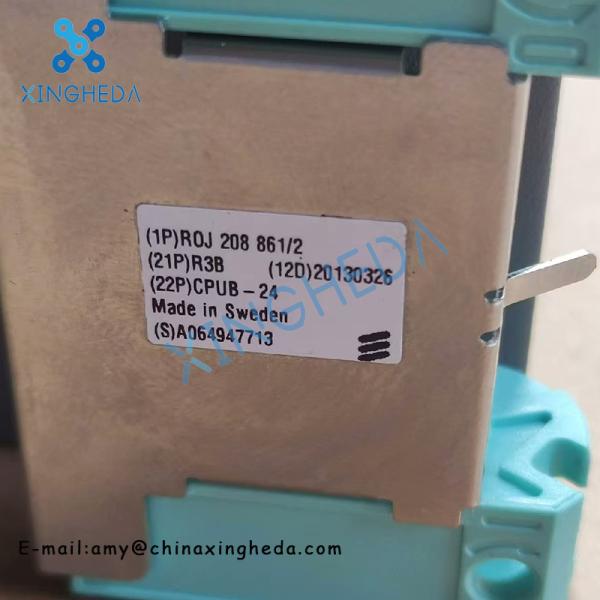 XINGHEDA
(1P)ROJ 208 861/2
(21P)R3B (12D)20130326
(22P)CPUB-24
Made in Sweden
(S)A064947713
XINGHEDA
E-mail:amy@chinaxingheda.com